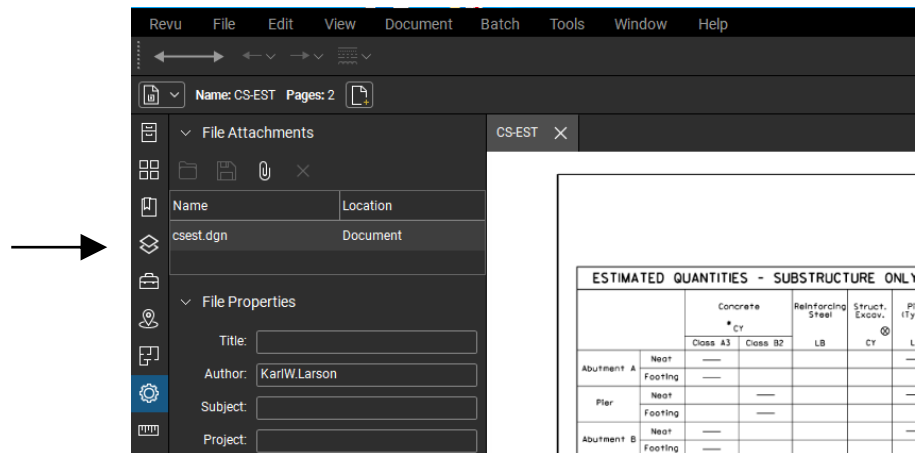 Revu File Edit View Document Batch Tools Window Help
Name: CS-EST Pages: 2
File Attachments
CS-EST
Name Location
csest.dgn Document
File Properties
Title:
Author: KarlW.Larson
Subject:
Project:
ESTIMATED QUANTITIES - SUBSTRUCTURE ONLY
Concrete Reinforcing Struct.
Steel Excav.
* CY ⊗
Class A3 Class B2 LB CY
Abutment A Neat
Footing
Pier Neat
Footing
Abutment B Neat
Footing